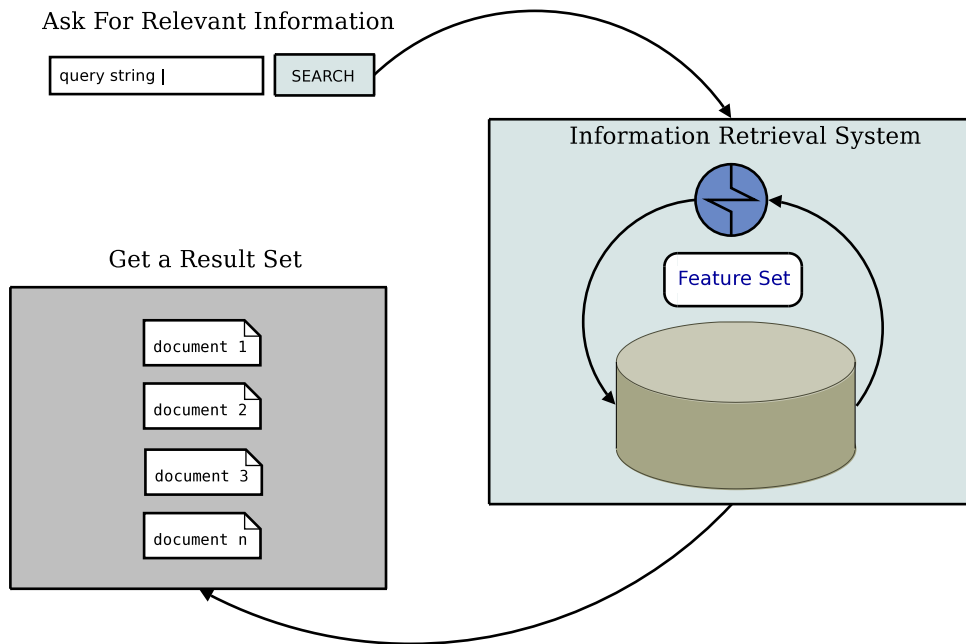 Ask For Relevant Information
query string |
SEARCH
Information Retrieval System
Feature Set
Get a Result Set
document 1
document 2
document 3
document n